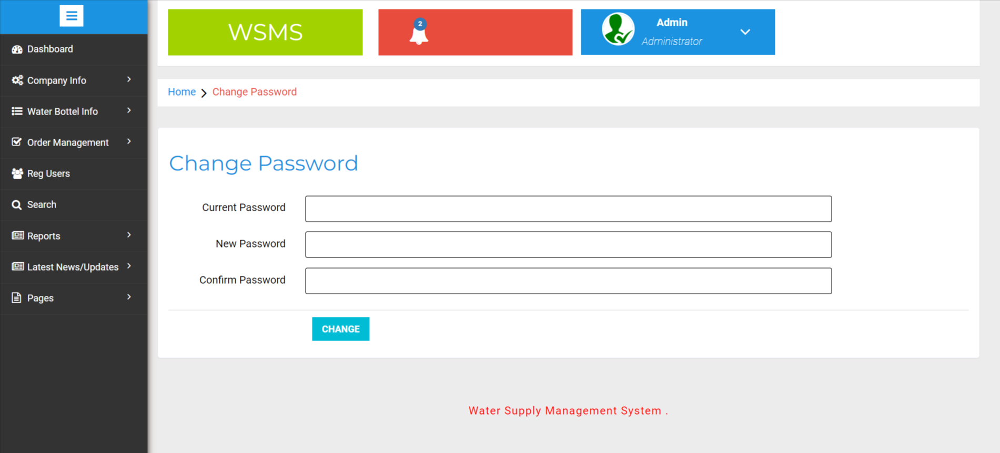 WSMS
2
Admin
Administrator
Dashboard
Company Info
Water Bottel Info
Order Management
Reg Users
Search
Reports
Latest News/Updates
Pages
Home
Change Password
Change Password
Current Password
New Password
Confirm Password
CHANGE
Water Supply Management System .